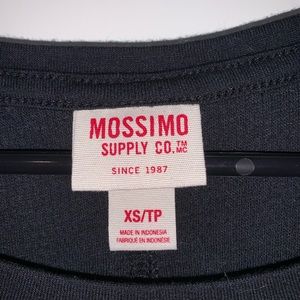 MOSSIMO
SUPPLY CO.™ MC
SINCE 1987
XS/TP
MADE IN INDONESIA
FABRIQUÉ EN INDONÉSIE